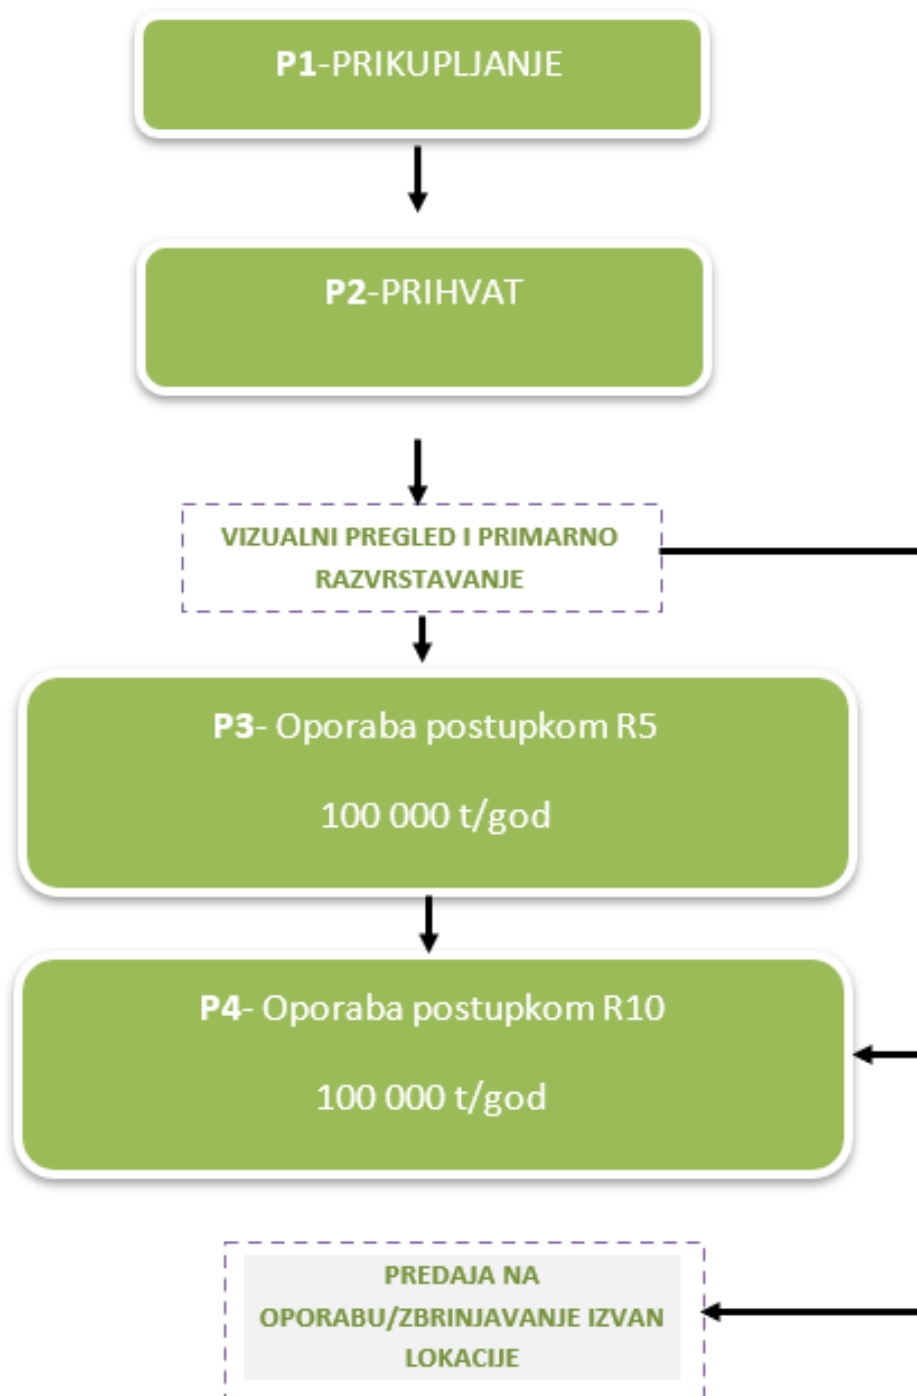 P1-PRIKUPLJANJE
P2-PRIHVAT
VIZUALNI PREGLED I PRIMARNO
RAZVRSTAVANJE
P3- Oporaba postupkom R5
100 000 t/god
P4- Oporaba postupkom R10
100 000 t/god
PREDAJA NA
OPORABU/ZBRINJAVANJE IZVAN
LOKACIJE